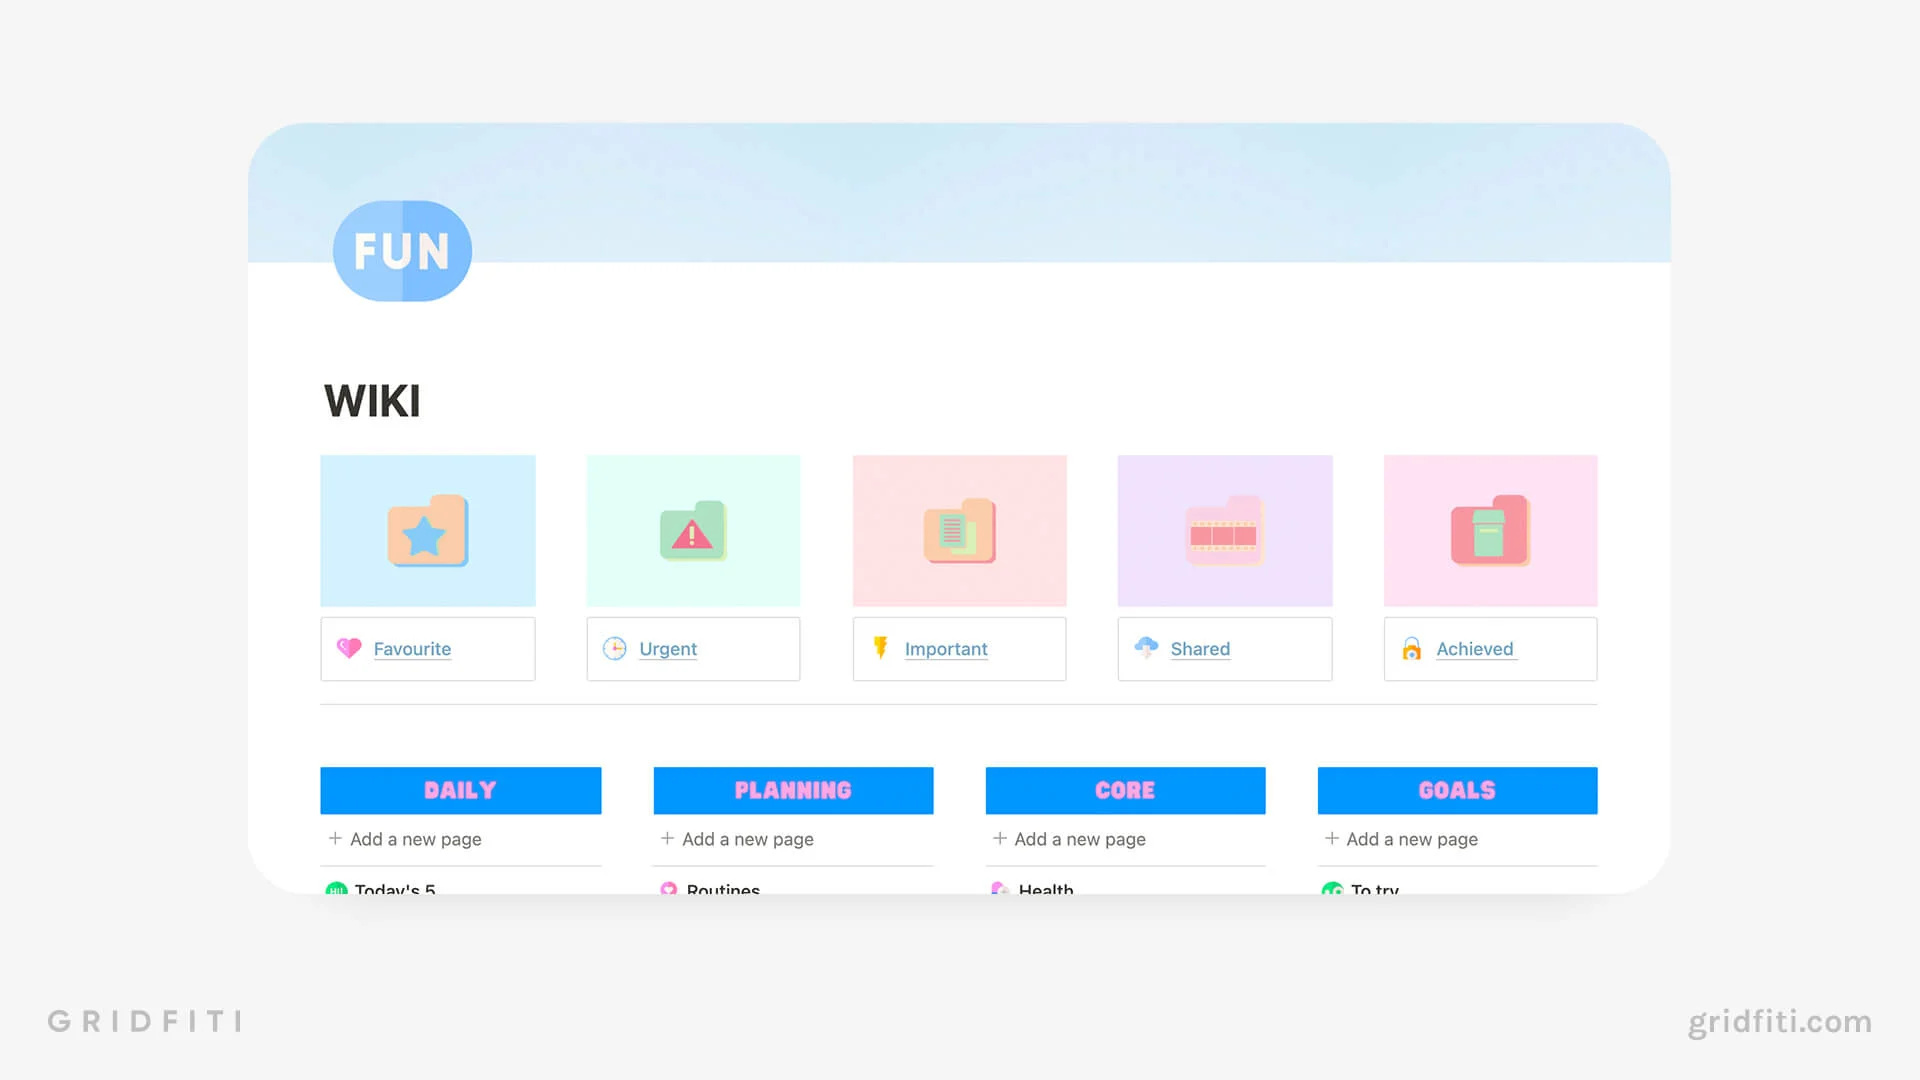 FUN
WIKI
Favourite
Urgent
Important
Shared
Achieved
DAILY
PLANNING
CORE
GOALS
+ Add a new page
+ Add a new page
+ Add a new page
+ Add a new page
Today's 5
Routines
Health
To try
GRIDFITI
gridfiti.com